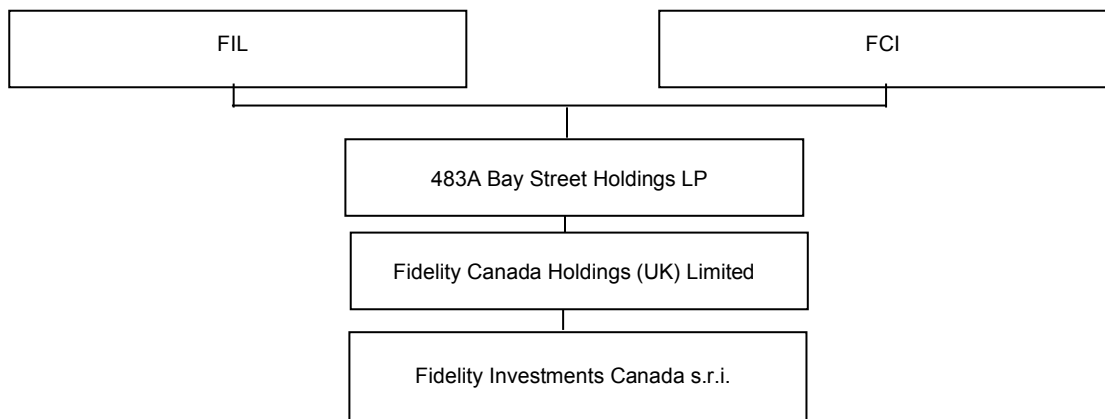 FIL
FCI
483A Bay Street Holdings LP
Fidelity Canada Holdings (UK) Limited
Fidelity Investments Canada s.r.i.